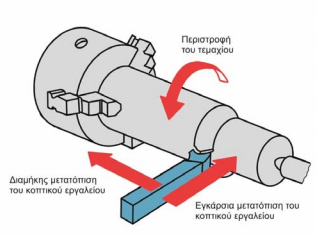 Περιστροφή
του τεμαχίου
Διαμήκης μετατόπιση
του κοπτικού εργαλείου
Εγκάρσια μετατόπιση του
κοπτικού εργαλείου